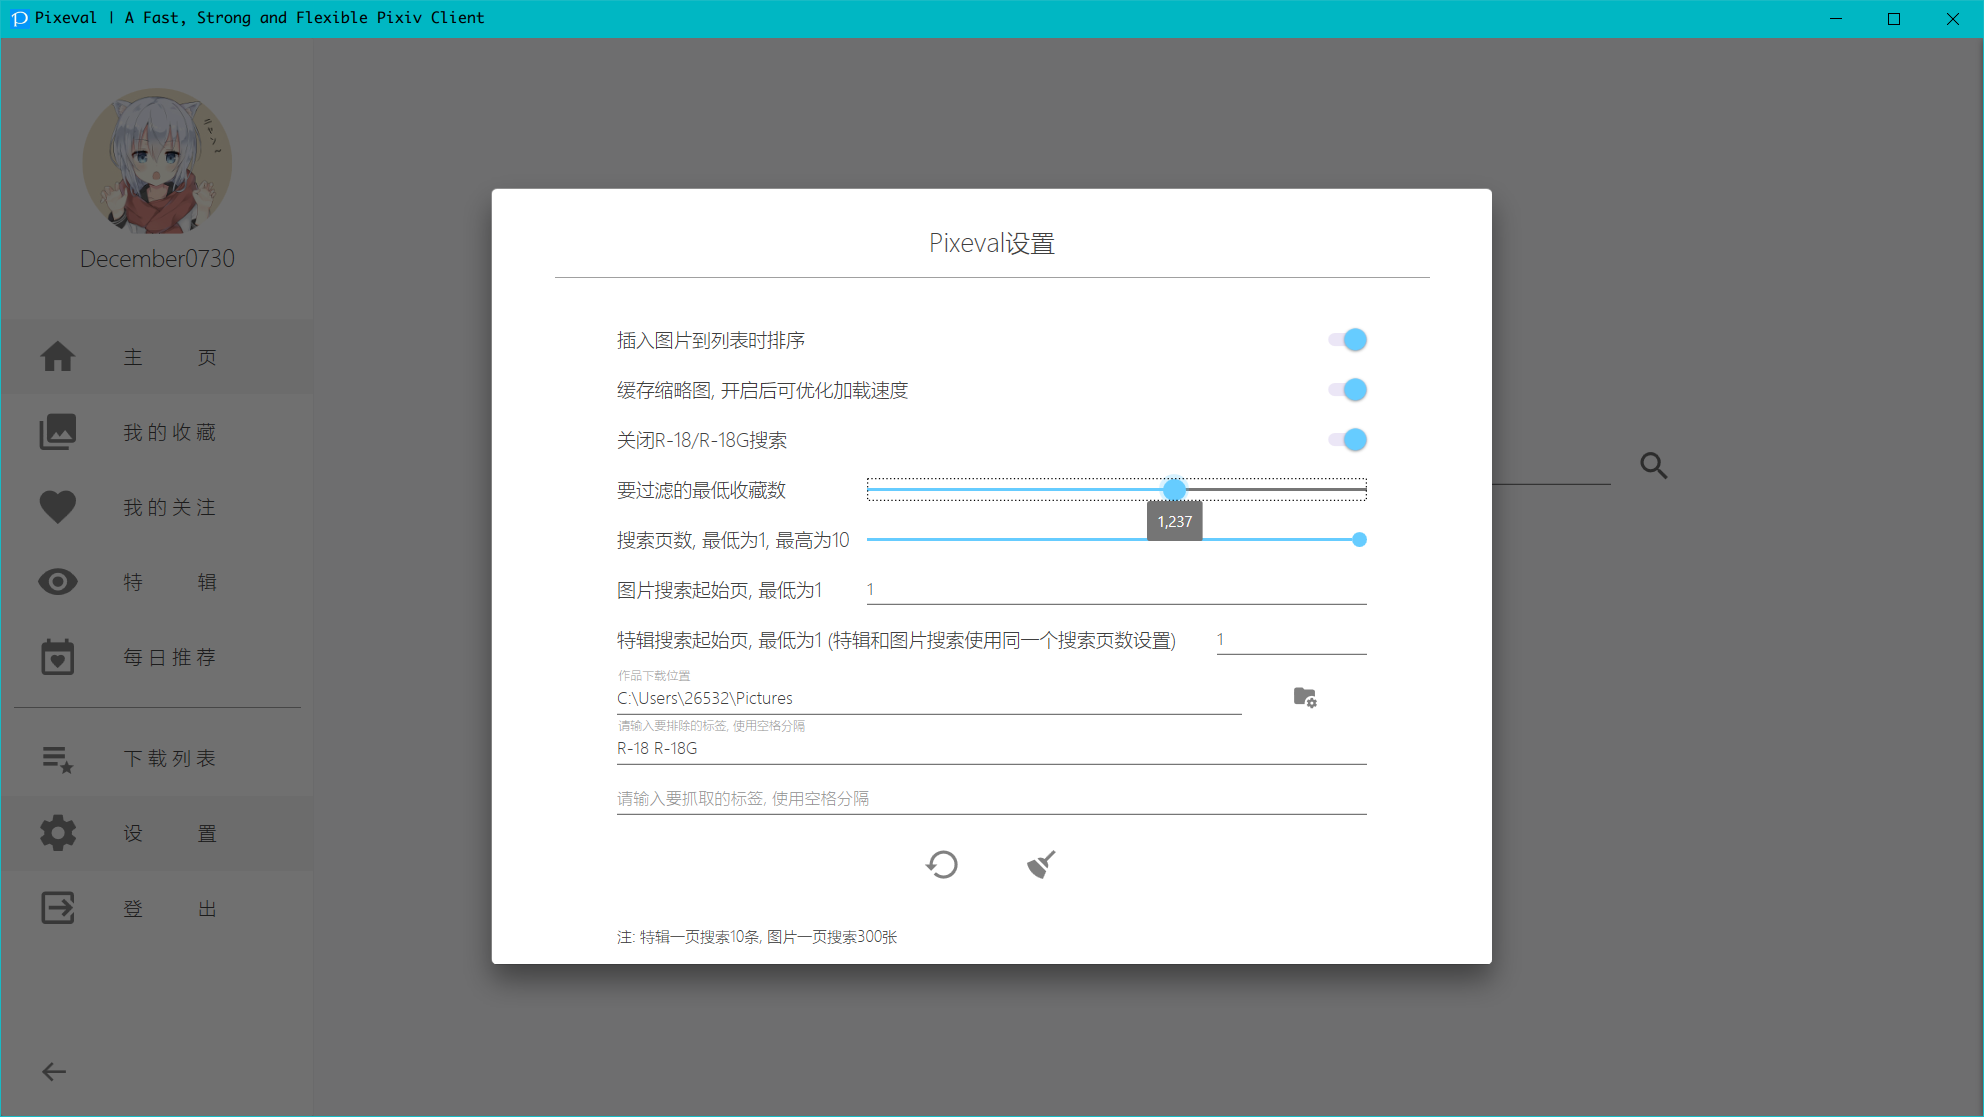 Pixeval | A Fast, Strong and Flexible Pixiv Client
December0730
主 页
我的收藏
我的关注
特 辑
每日推荐
下载列表
设 置
登 出
Pixeval设置
插入图片到列表时排序
缓存缩略图, 开启后可优化加载速度
关闭R-18/R-18G搜索
要过滤的最低收藏数
1,237
搜索页数, 最低为1, 最高为10
图片搜索起始页, 最低为1 1
特辑搜索起始页, 最低为1 (特辑和图片搜索使用同一个搜索页数设置) 1
作品下载位置
C:\Users\26532\Pictures
请输入要排除的标签, 使用空格分隔
R-18 R-18G
请输入要抓取的标签, 使用空格分隔
注: 特辑一页搜索10条, 图片一页搜索300张